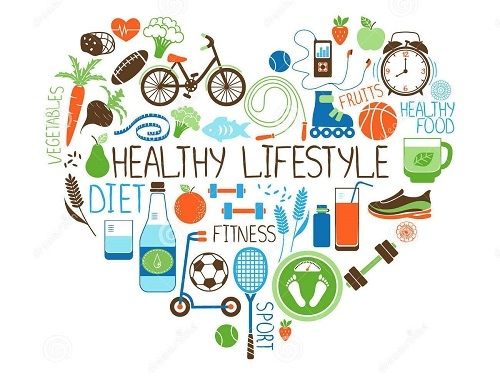 VEGETABLES
FRUITS
HEALTHY
FOOD
HEALTHY LIFESTYLE
DIET
FITNESS
SPORT